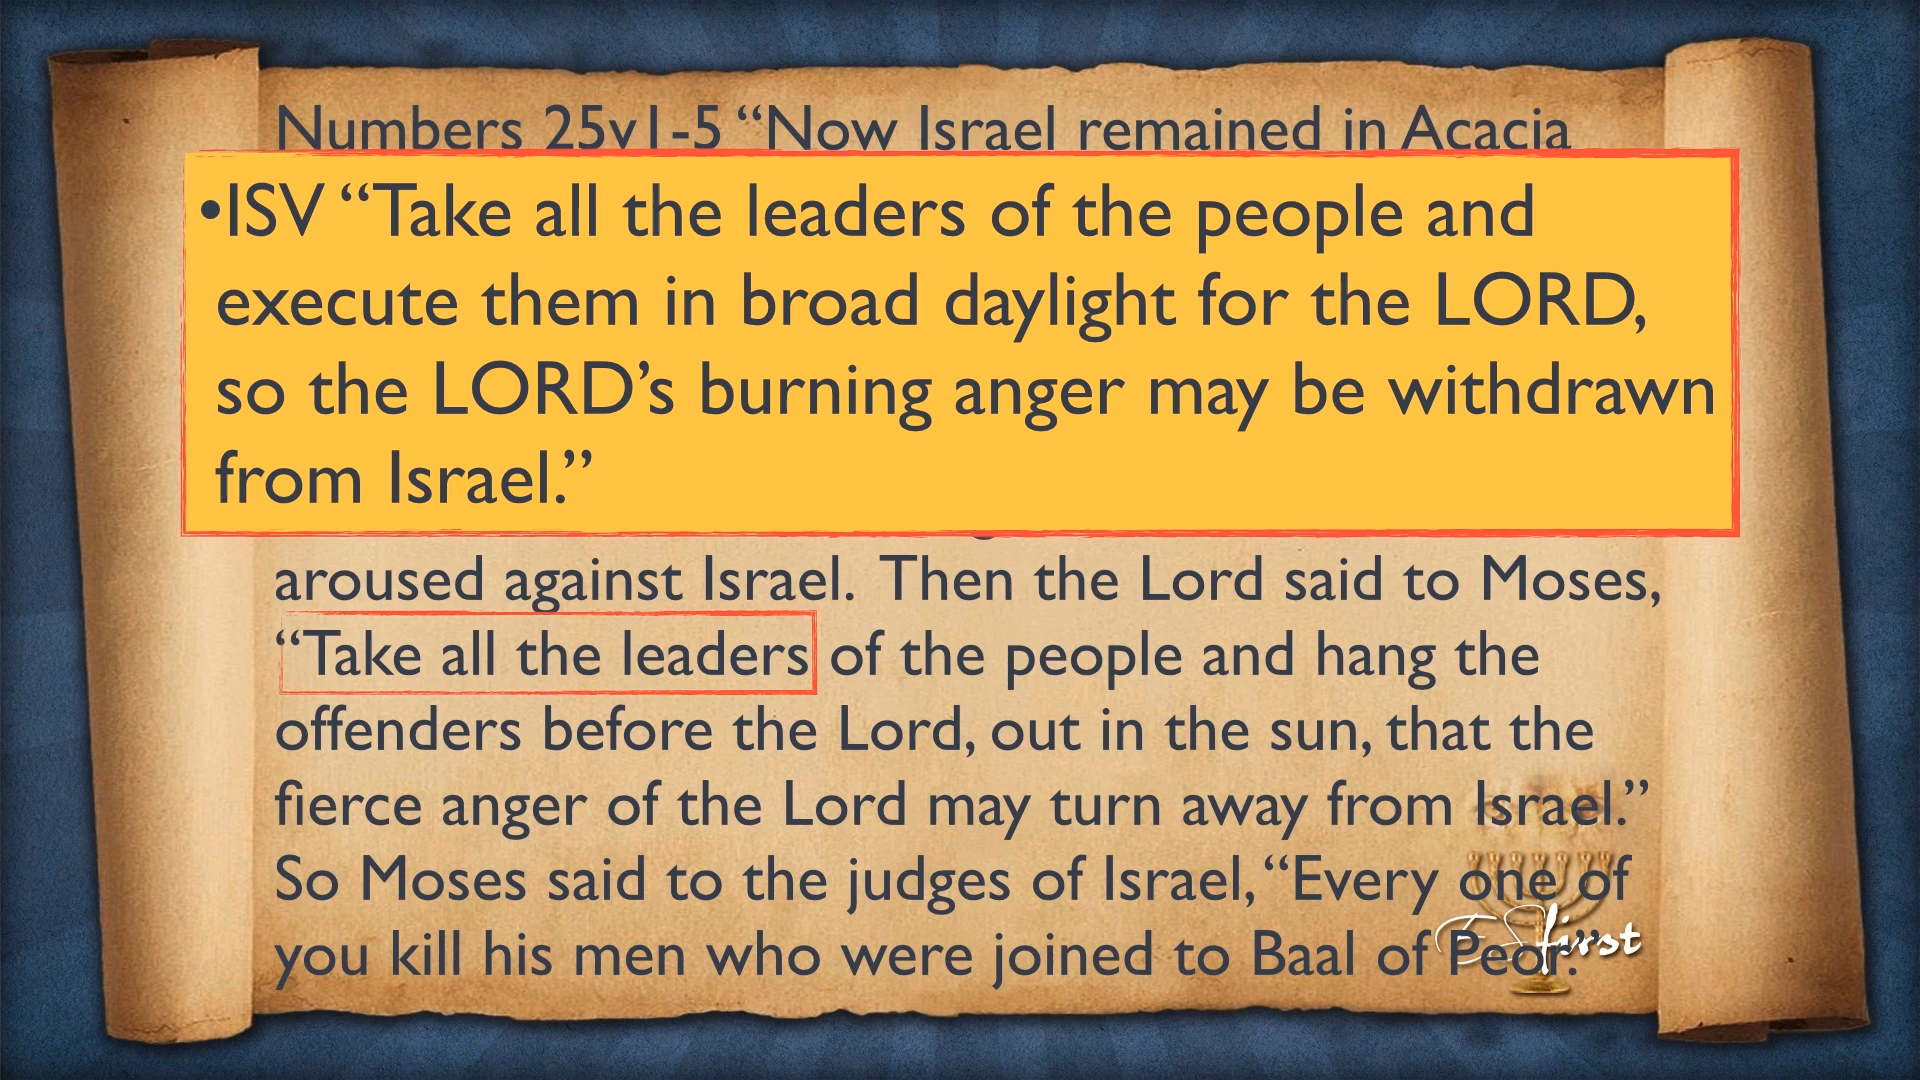 Numbers 25v1-5 “Now Israel remained in Acacia
•ISV “Take all the leaders of the people and
execute them in broad daylight for the LORD,
so the LORD’s burning anger may be withdrawn
from Israel.”
aroused against Israel. Then the Lord said to Moses,
“Take all the leaders of the people and hang the
offenders before the Lord, out in the sun, that the
fierce anger of the Lord may turn away from Israel.”
So Moses said to the judges of Israel, “Every one of
you kill his men who were joined to Baal of Peor.”
first